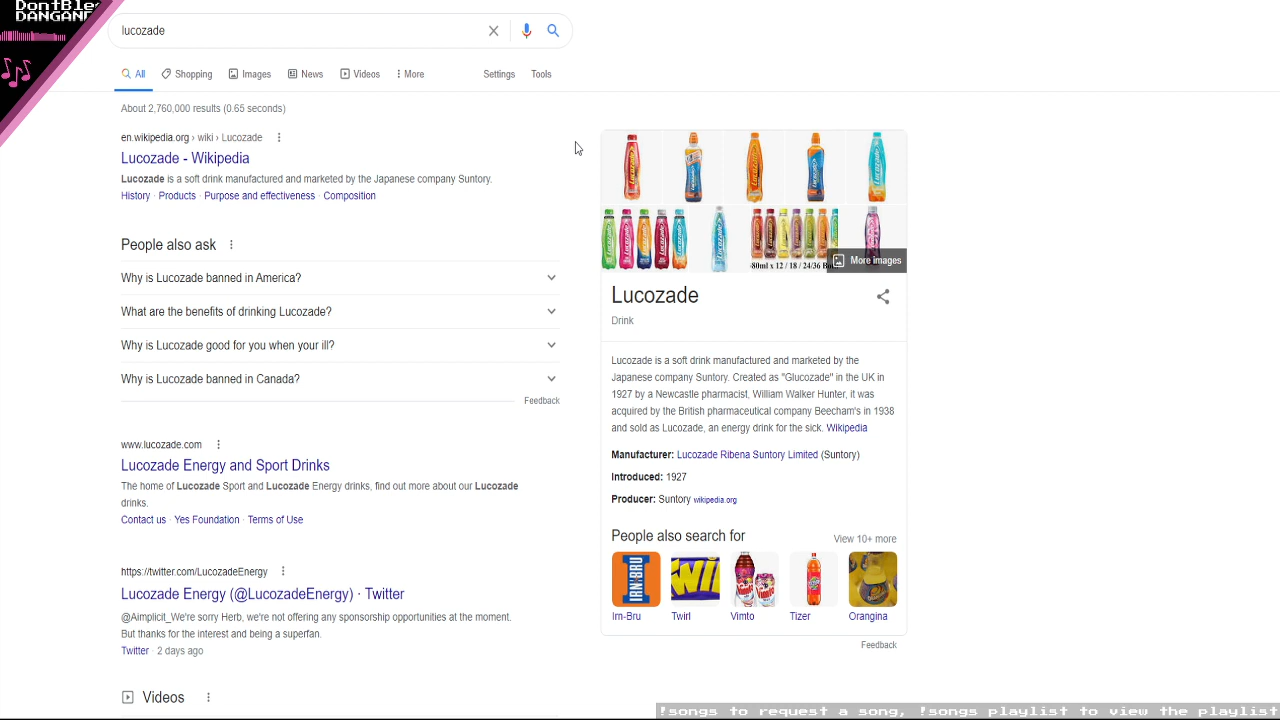 DontBle
DANGANF
lucozade
All
Shopping
Images
News
Videos
More
Settings
Tools
About 2,760,000 results (0.65 seconds)
en.wikipedia.org › wiki › Lucozade
Lucozade - Wikipedia
Lucozade is a soft drink manufactured and marketed by the Japanese company Suntory.
History · Products · Purpose and effectiveness · Composition
People also ask
Why is Lucozade banned in America?
What are the benefits of drinking Lucozade?
Why is Lucozade good for you when your ill?
Why is Lucozade banned in Canada?
Feedback
www.lucozade.com
Lucozade Energy and Sport Drinks
The home of Lucozade Sport and Lucozade Energy drinks, find out more about our Lucozade
drinks.
Contact us · Yes Foundation · Terms of Use
https://twitter.com/LucozadeEnergy
Lucozade Energy (@LucozadeEnergy) · Twitter
@Aimplicit_We're sorry Herb, we're not offering any sponsorship opportunities at the moment.
But thanks for the interest and being a superfan.
Twitter · 2 days ago
Videos
-80ml x 12 / 18 / 24/36 B
More images
Lucozade
Drink
Lucozade is a soft drink manufactured and marketed by the
Japanese company Suntory. Created as "Glucozade" in the UK in
1927 by a Newcastle pharmacist, William Walker Hunter, it was
acquired by the British pharmaceutical company Beecham's in 1938
and sold as Lucozade, an energy drink for the sick. Wikipedia
Manufacturer: Lucozade Ribena Suntory Limited (Suntory)
Introduced: 1927
Producer: Suntory wikipedia.org
People also search for
View 10+ more
IRN-BRU
Irn-Bru
Twirl
Vimto
Tizer
Orangina
Feedback
!songs to request a song, !songs playlist to view the playlist